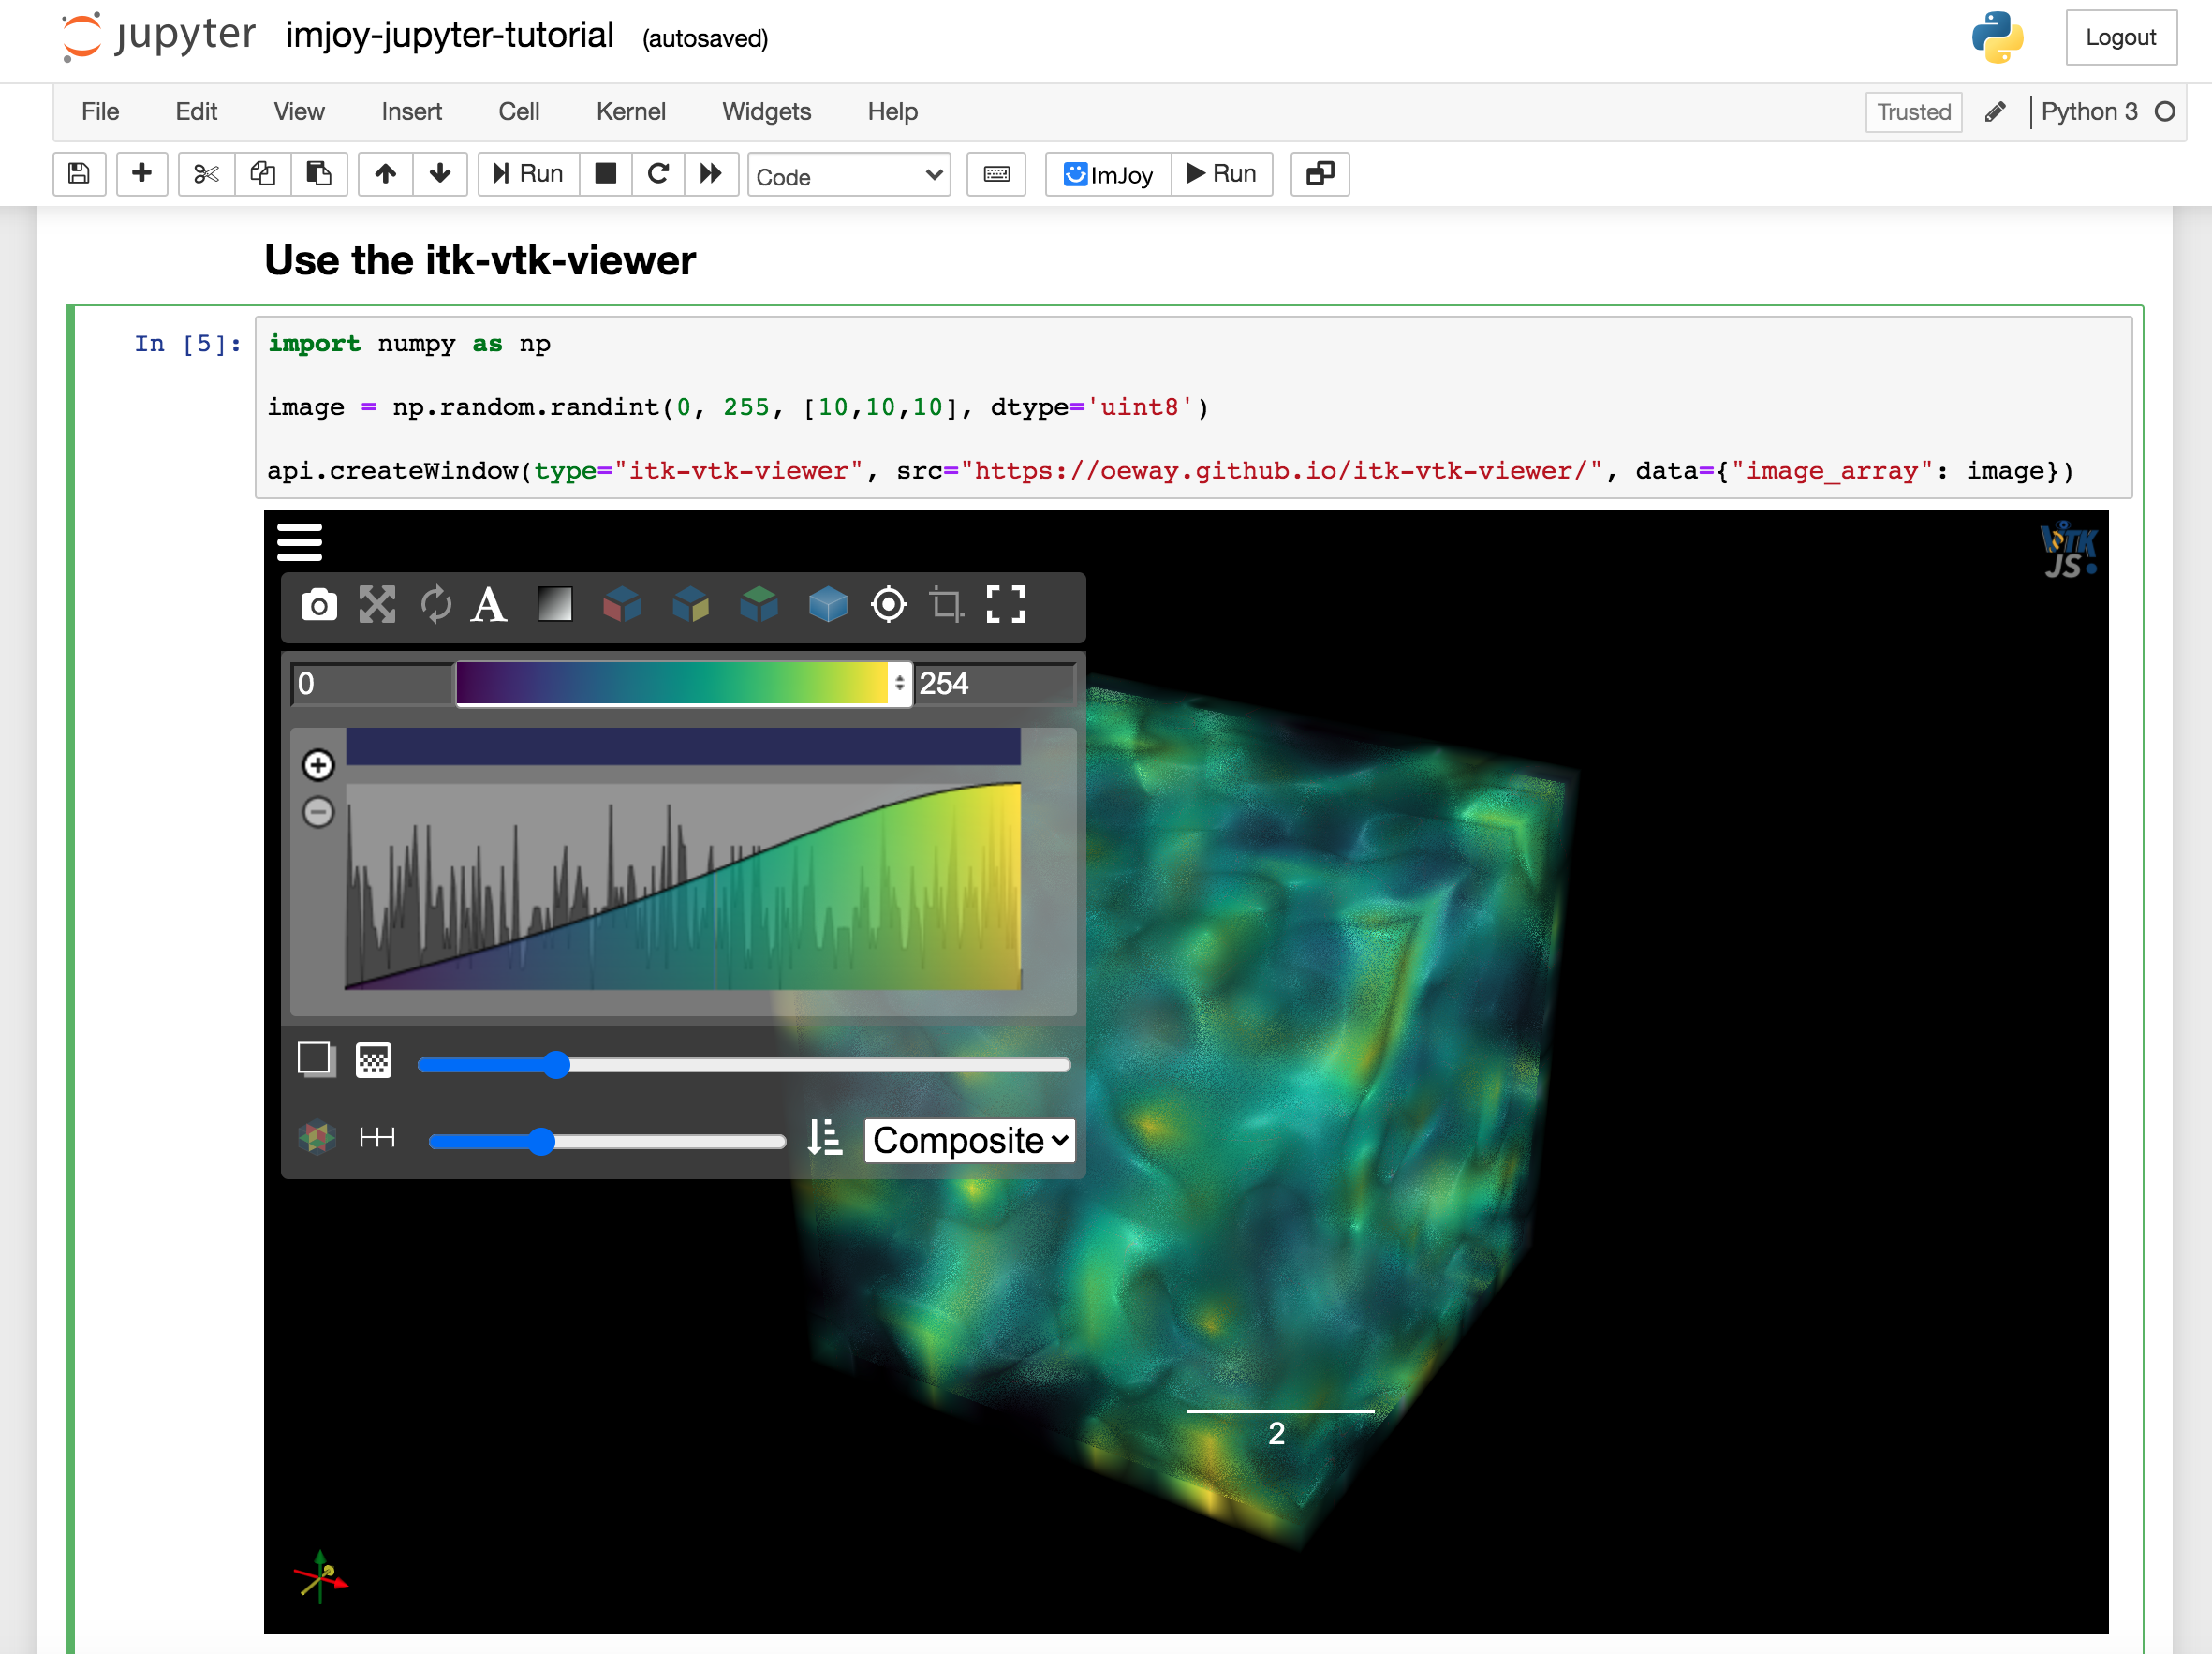 jupyter imjoy-jupyter-tutorial (autosaved) Logout
File Edit View Insert Cell Kernel Widgets Help Trusted Python 3
Run Code ImJoy Run
Use the itk-vtk-viewer
In [5]: import numpy as np
image = np.random.randint(0, 255, [10,10,10], dtype='uint8')
api.createWindow(type="itk-vtk-viewer", src="https://oeway.github.io/itk-vtk-viewer/", data={"image_array": image})
VTK
JS
A
0 254
Composite
2